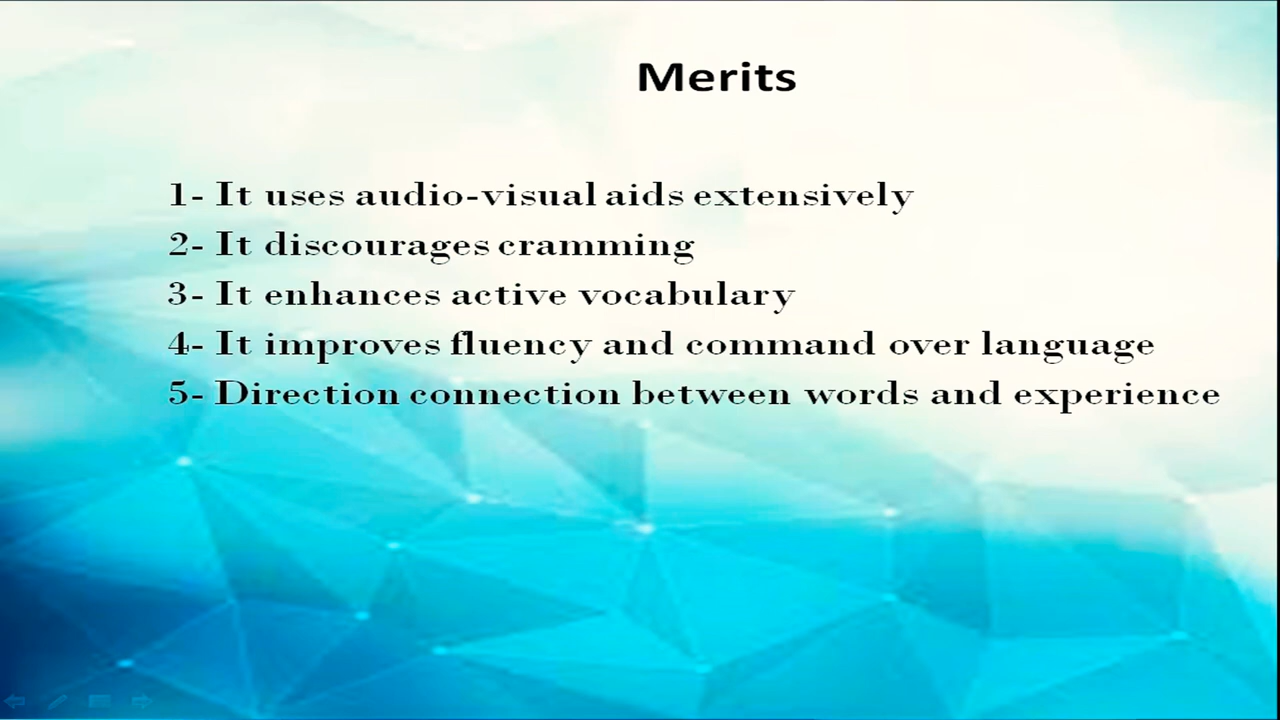 Merits
1- It uses audio-visual aids extensively
2- It discourages cramming
3- It enhances active vocabulary
4- It improves fluency and command over language
5- Direction connection between words and experience